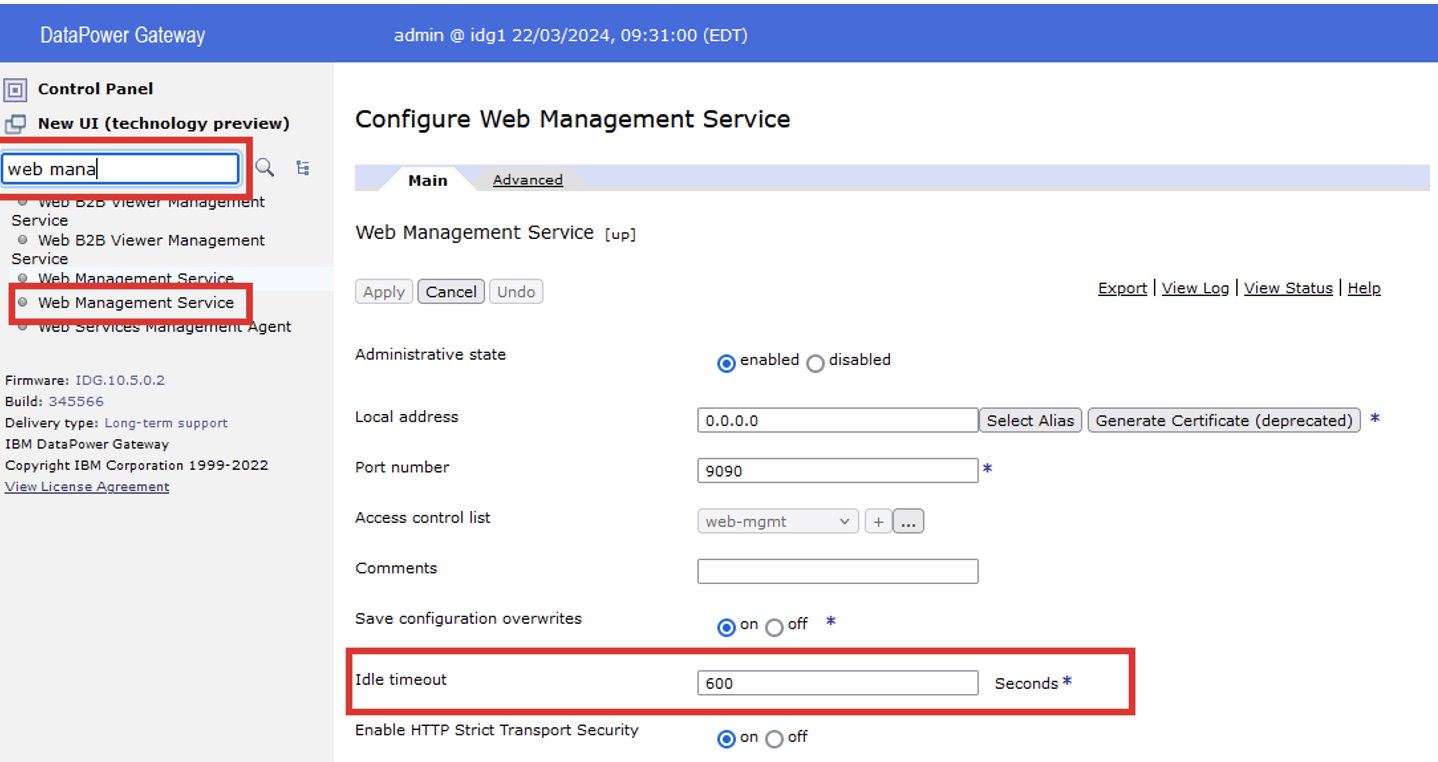 DataPower Gateway
admin @ idg1 22/03/2024, 09:31:00 (EDT)
Control Panel
New UI (technology preview)
web mana
Web B2B Viewer Management
Service
Web B2B Viewer Management
Service
Web Management Service
Web Management Service
Web Services Management Agent
Firmware: IDG.10.5.0.2
Build: 345566
Delivery type: Long-term support
IBM DataPower Gateway
Copyright IBM Corporation 1999-2022
View License Agreement
Configure Web Management Service
Main Advanced
Web Management Service [up]
Apply Cancel Undo
Export | View Log | View Status | Help
Administrative state enabled disabled
Local address 0.0.0.0 Select Alias Generate Certificate (deprecated) *
Port number 9090 *
Access control list web-mgmt + ...
Comments
Save configuration overwrites on off *
Idle timeout 600 Seconds *
Enable HTTP Strict Transport Security on off